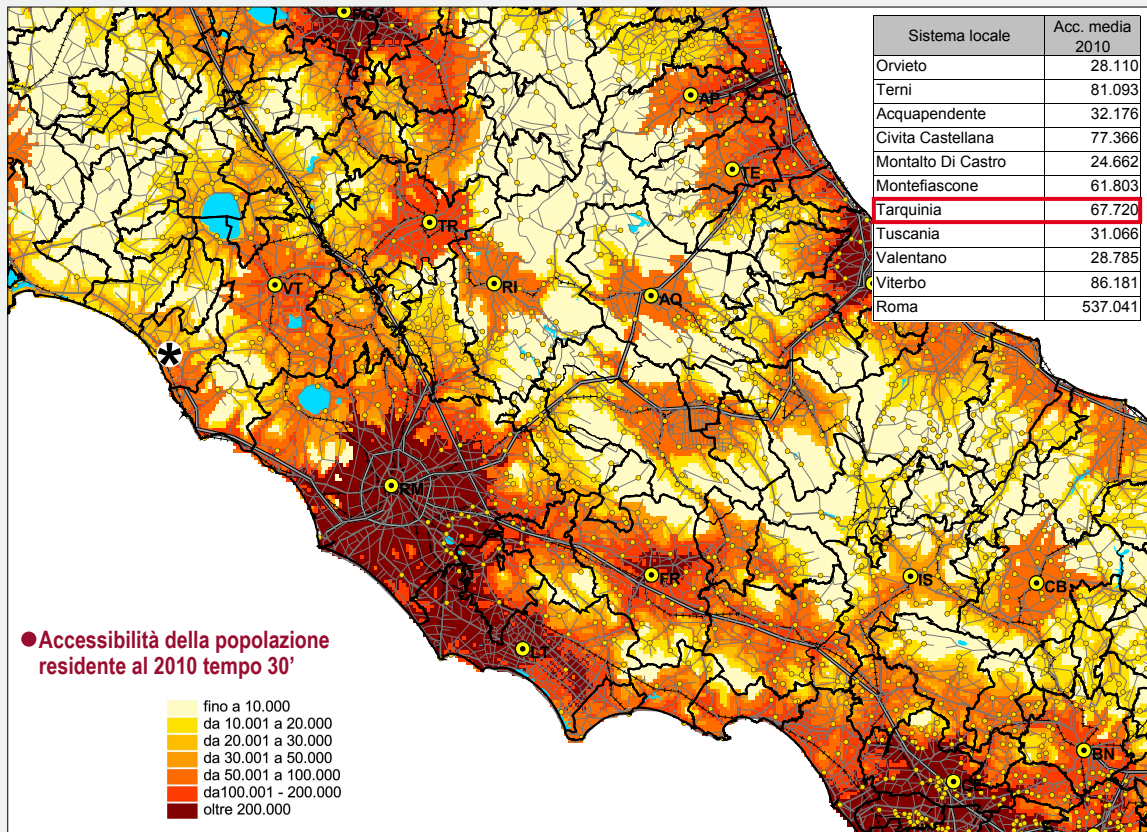 Sistema locale Acc. media 2010
Orvieto 28.110
Terni 81.093
Acquapendente 32.176
Civita Castellana 77.366
Montalto Di Castro 24.662
Montefiascone 61.803
Tarquinia 67.720
Tuscania 31.066
Valentano 28.785
Viterbo 86.181
Roma 537.041
AP
TE
TR
VT
RI
AQ
*
RM
FR
IS
CB
LT
BN
● Accessibilità della popolazione
residente al 2010 tempo 30’
fino a 10.000
da 10.001 a 20.000
da 20.001 a 30.000
da 30.001 a 50.000
da 50.001 a 100.000
da100.001 - 200.000
oltre 200.000